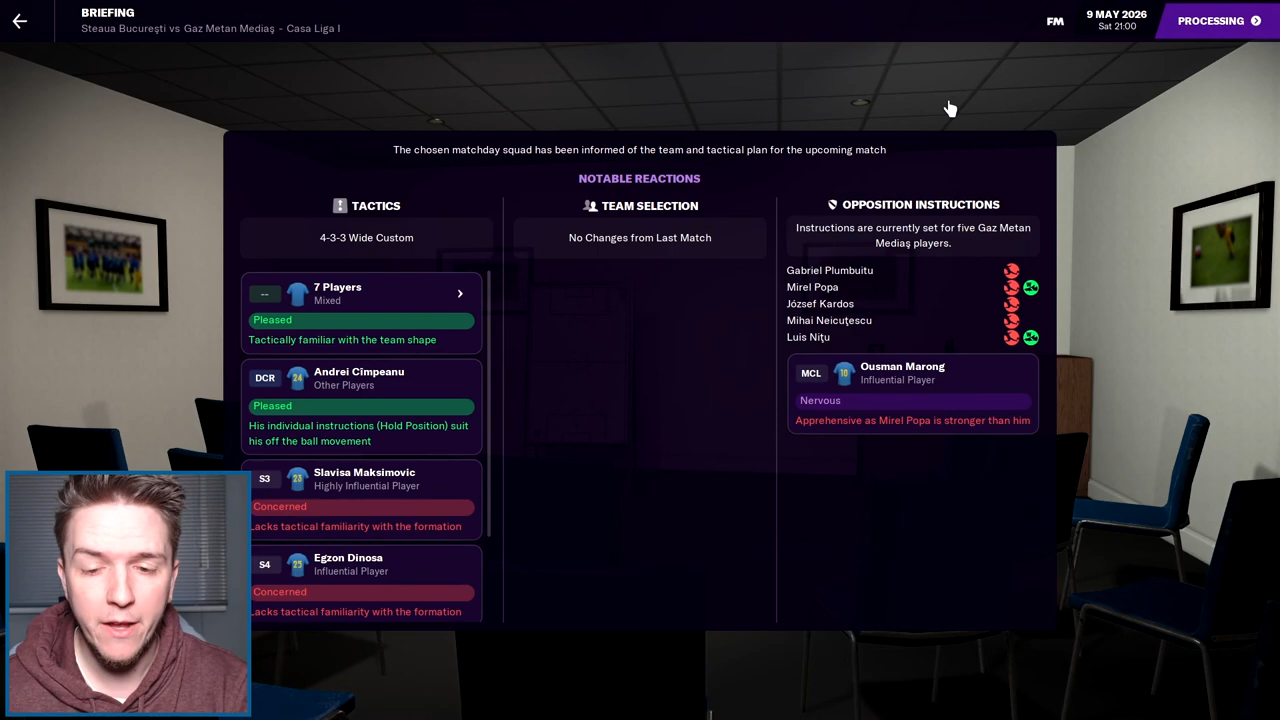 BRIEFING
Steaua Bucureşti vs Gaz Metan Mediaş - Casa Liga I
FM
9 MAY 2026
Sat 21:00
PROCESSING
The chosen matchday squad has been informed of the team and tactical plan for the upcoming match
NOTABLE REACTIONS
TACTICS
4-3-3 Wide Custom
--
7 Players
Mixed
Pleased
Tactically familiar with the team shape
DCR
24
Andrei Cîmpeanu
Other Players
Pleased
His individual instructions (Hold Position) suit
his off the ball movement
S3
23
Slavisa Maksimovic
Highly Influential Player
Concerned
Lacks tactical familiarity with the formation
S4
25
Egzon Dinosa
Influential Player
Concerned
Lacks tactical familiarity with the formation
TEAM SELECTION
No Changes from Last Match
OPPOSITION INSTRUCTIONS
Instructions are currently set for five Gaz Metan
Mediaş players.
Gabriel Plumbuitu
Mirel Popa
József Kardos
Mihai Neicuţescu
Luis Niţu
MCL
10
Ousman Marong
Influential Player
Nervous
Apprehensive as Mirel Popa is stronger than him